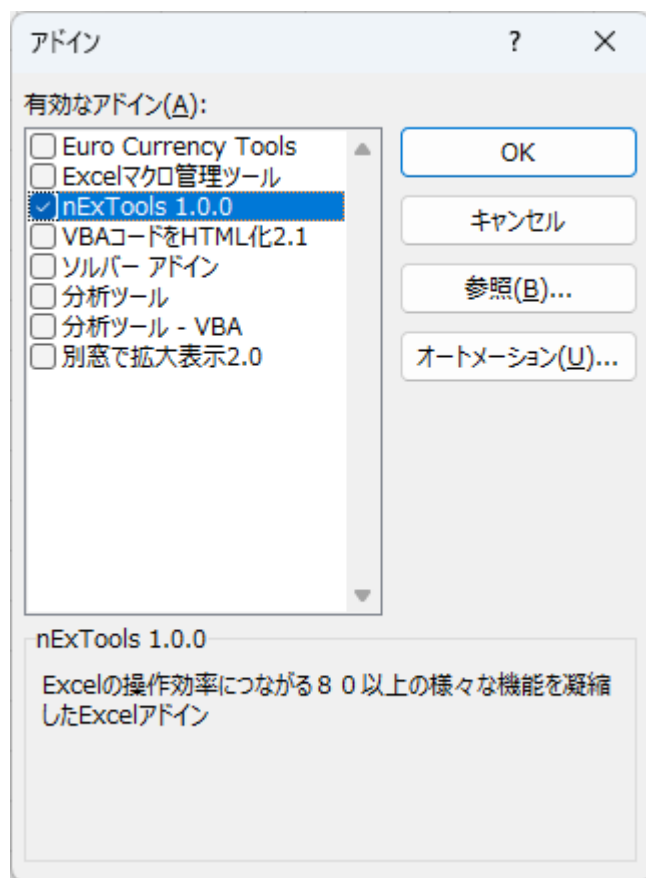 アドイン
有効なアドイン(A):
Euro Currency Tools
Excelマクロ管理ツール
nExTools 1.0.0
VBAコードをHTML化2.1
ソルバー アドイン
分析ツール
分析ツール - VBA
別窓で拡大表示2.0
OK
キャンセル
参照(B)...
オートメーション(U)...
nExTools 1.0.0
Excelの操作効率につながる８０以上の様々な機能を凝縮
したExcelアドイン